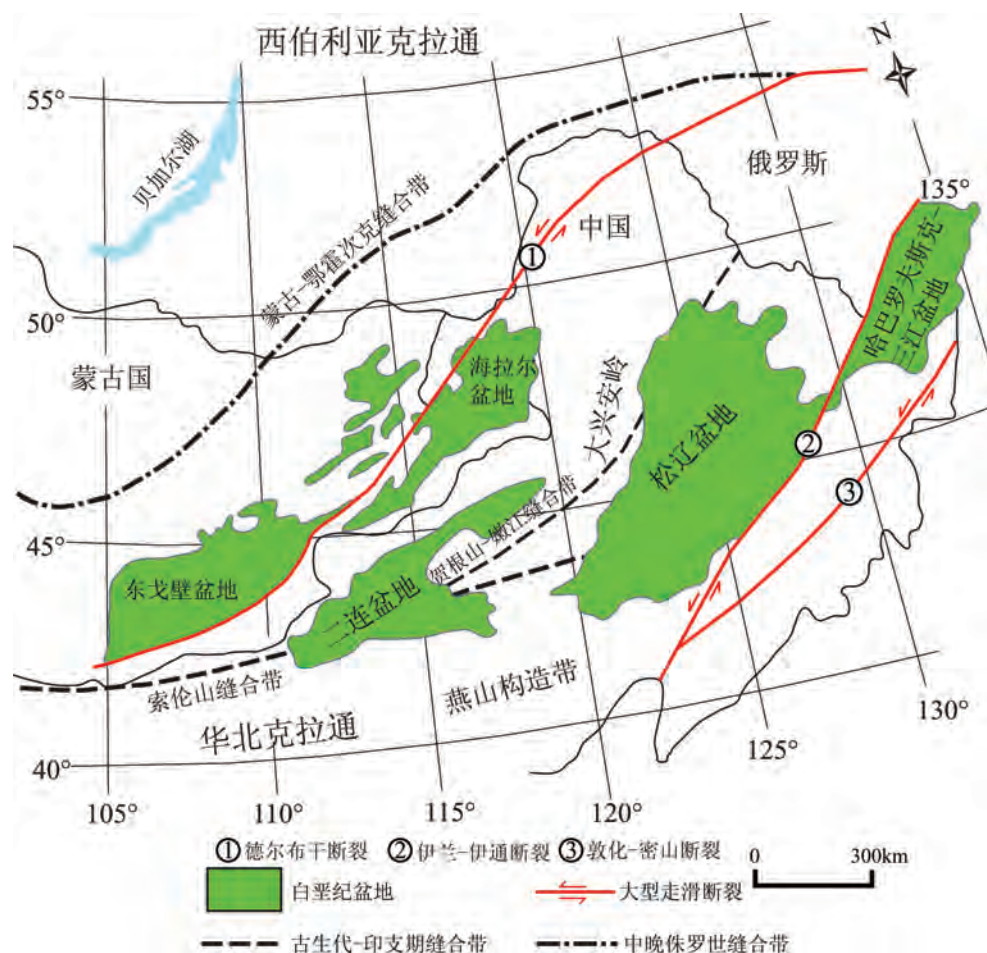 西伯利亚克拉通
N
55°
贝加尔湖
俄罗斯
135°
中国
①
蒙古-鄂霍次克缝合带
哈巴罗夫斯克-
三江盆地
50°
蒙古国
海拉尔
盆地
大兴安岭
松辽盆地
②
③
贺根山-嫩江缝合带
45°
东戈壁盆地
二连盆地
索伦山缝合带
燕山构造带
华北克拉通
40°
130°
125°
105°
110°
115°
120°
①德尔布干断裂 ②伊兰-伊通断裂 ③敦化-密山断裂
0 300km
白垩纪盆地 大型走滑断裂
古生代-印支期缝合带 中晚侏罗世缝合带